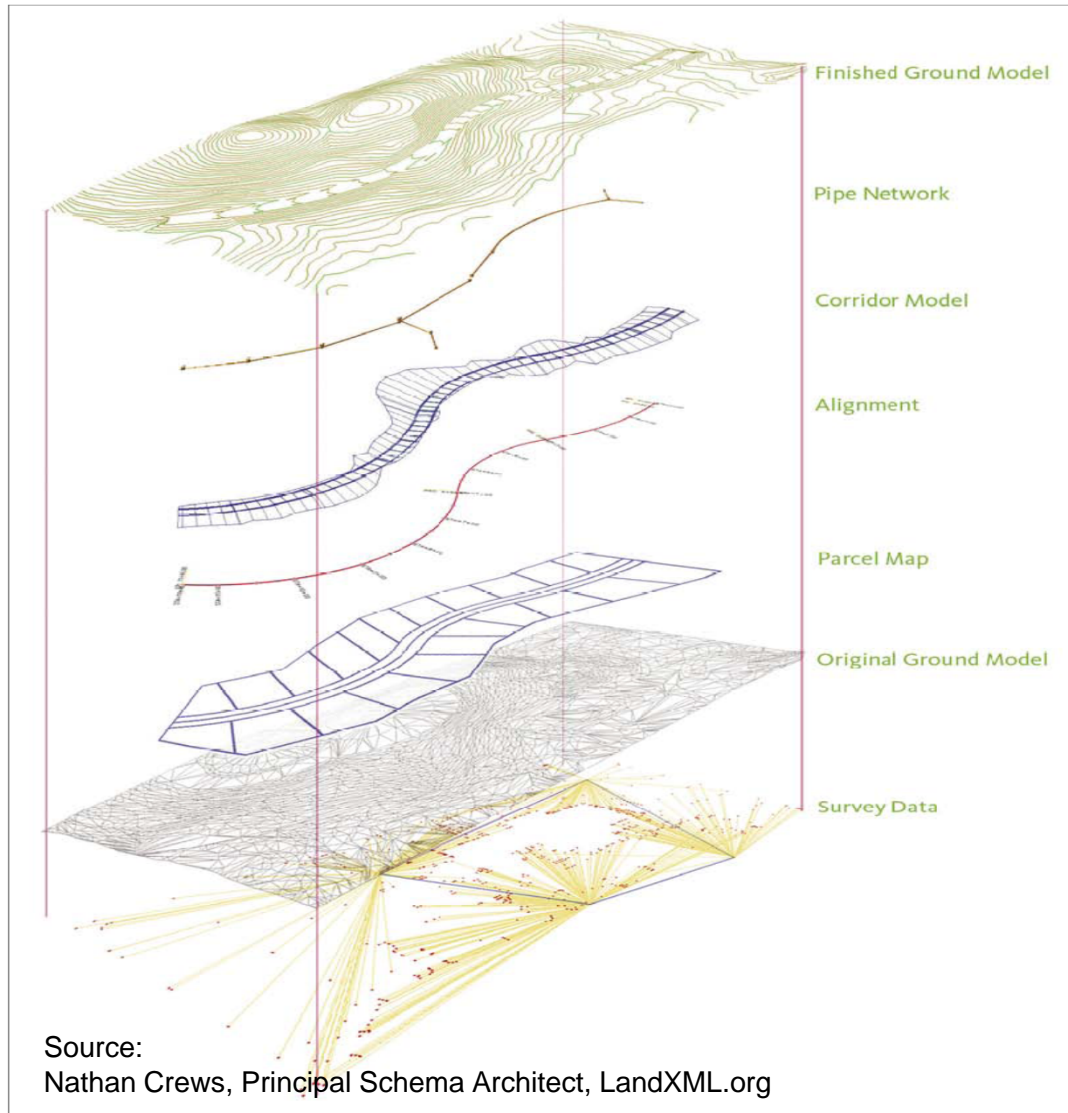 Finished Ground Model
Pipe Network
Corridor Model
Alignment
Parcel Map
Original Ground Model
Survey Data
Source:
Nathan Crews, Principal Schema Architect, LandXML.org